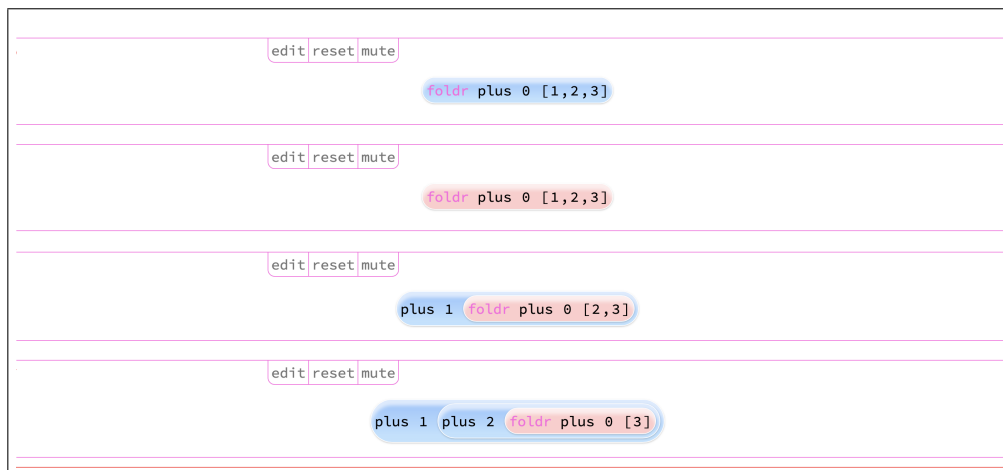 edit reset mute
foldr plus 0 [1,2,3]
edit reset mute
foldr plus 0 [1,2,3]
edit reset mute
plus 1 foldr plus 0 [2,3]
edit reset mute
plus 1 plus 2 foldr plus 0 [3]